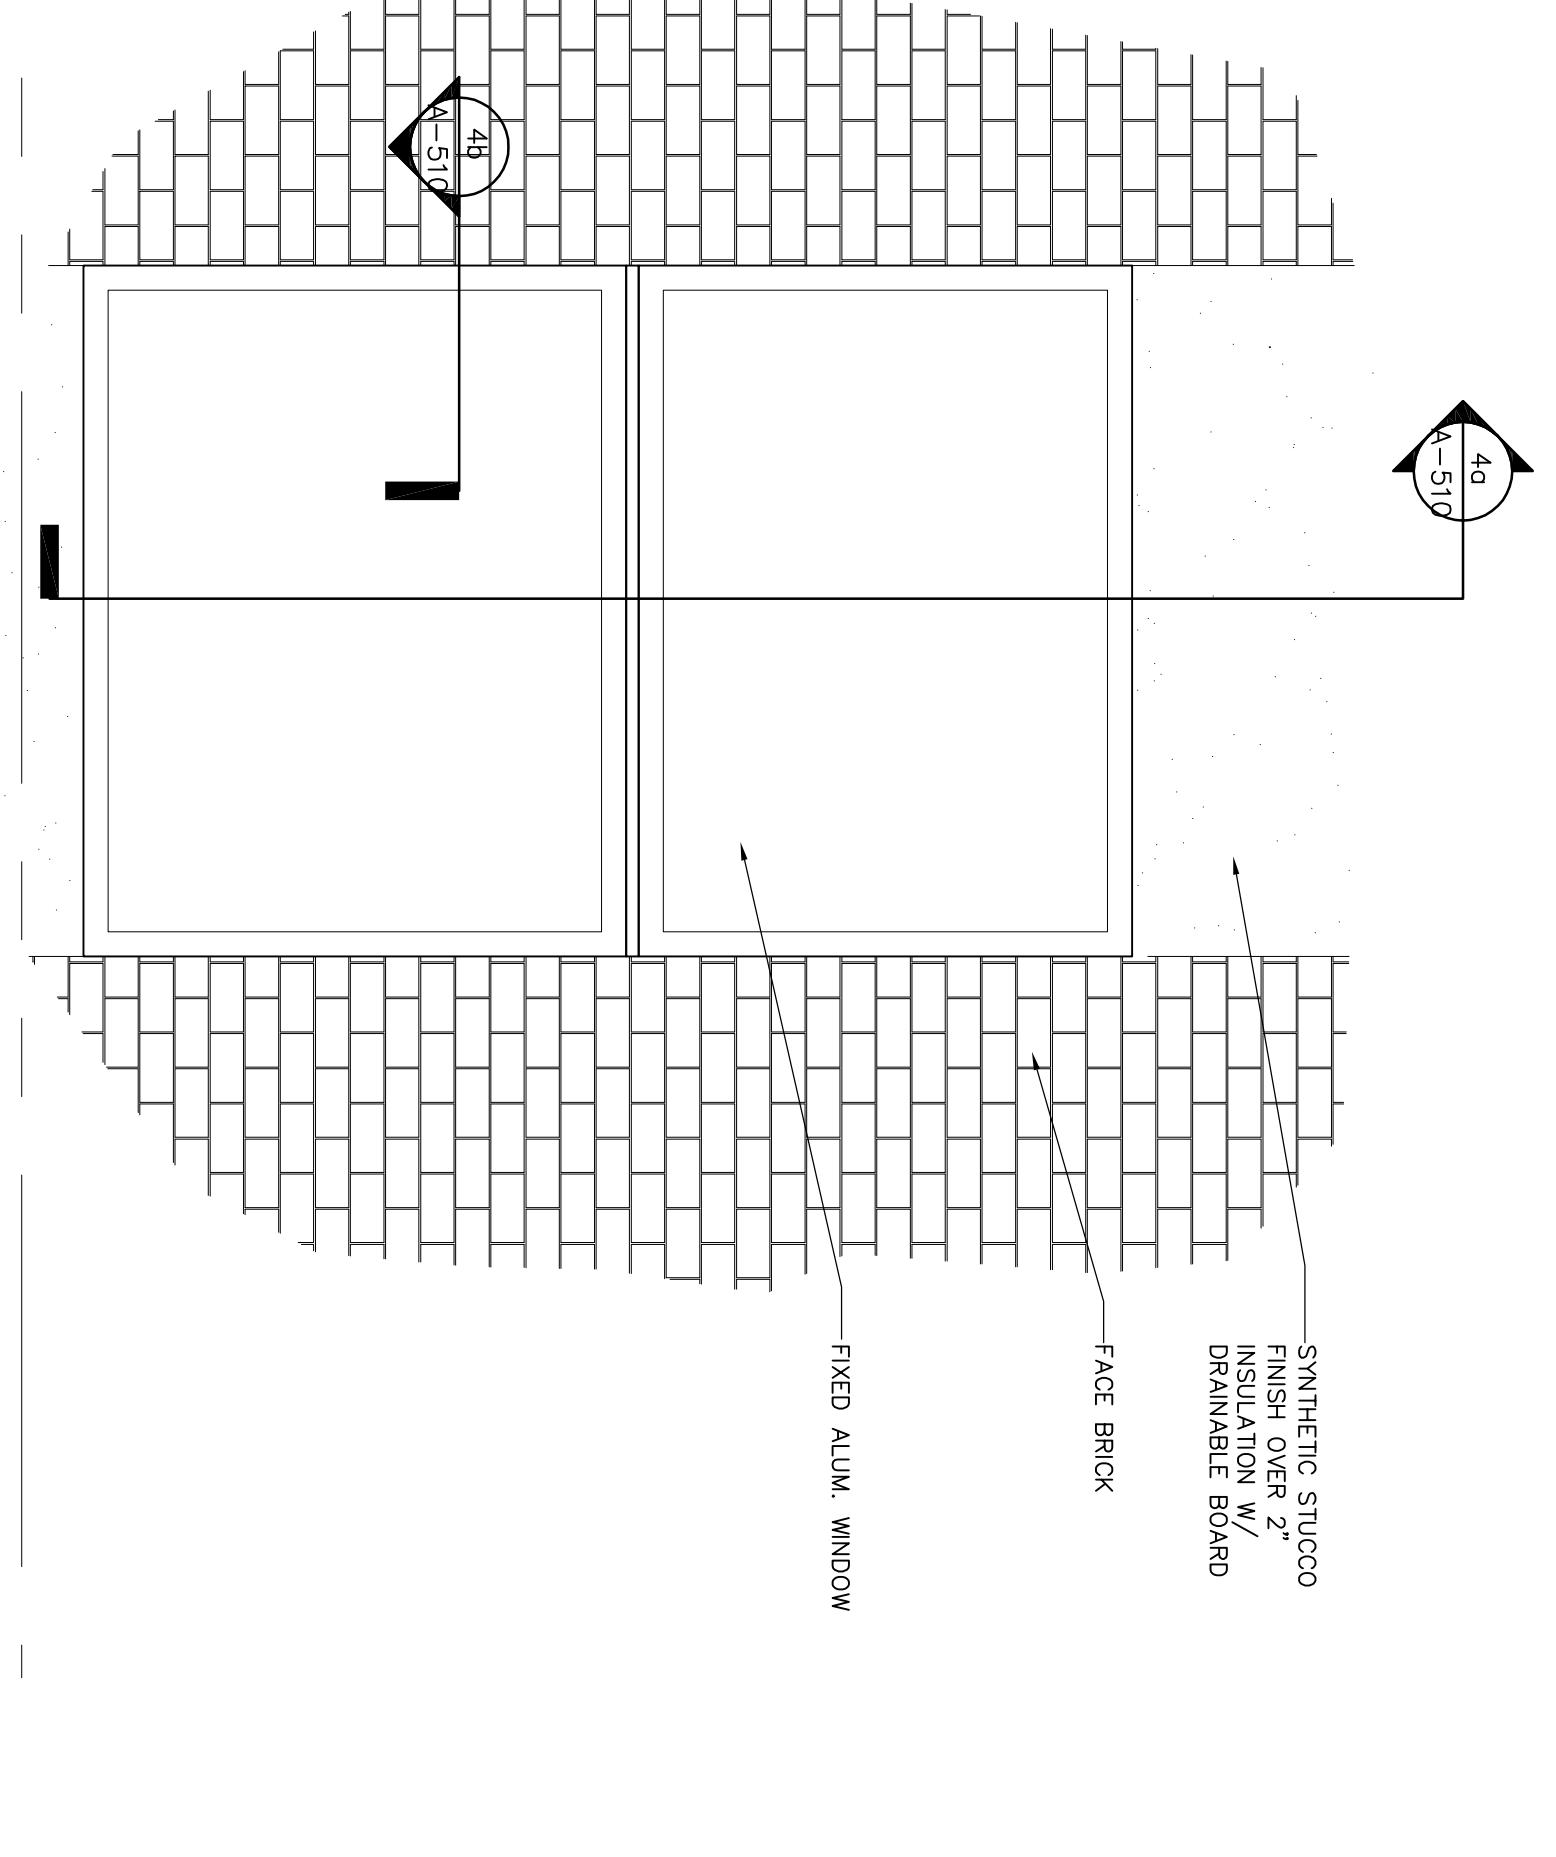 4a
A-510
SYNTHETIC STUCCO
FINISH OVER 2"
INSULATION W/
DRAINABLE BOARD
FACE BRICK
4b
A-510
FIXED ALUM. WINDOW